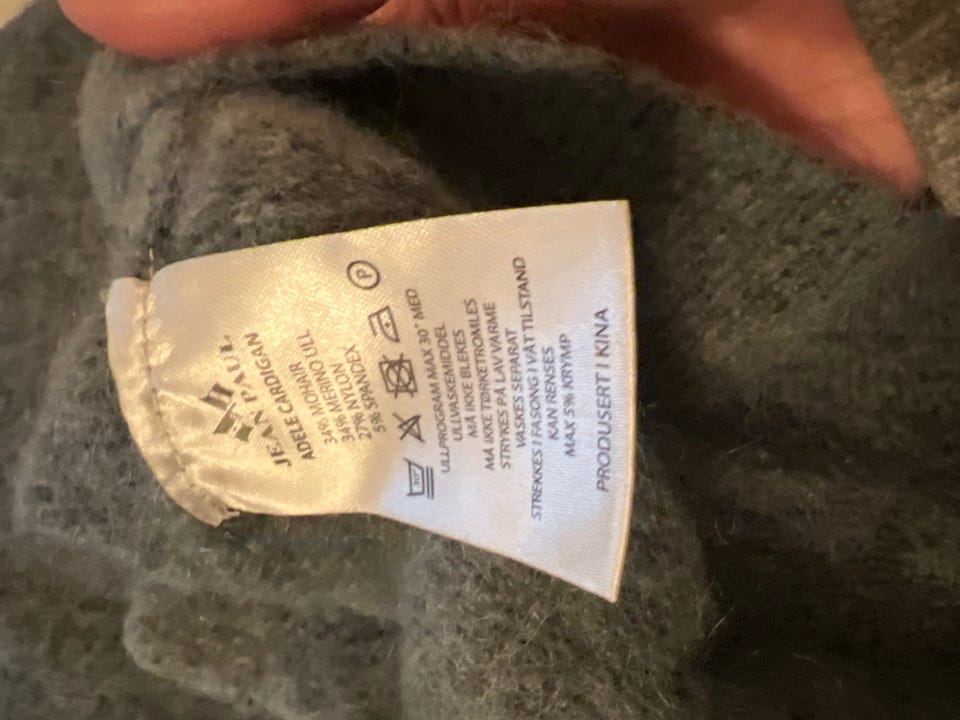 JEAN PAUL
ADELE CARDIGAN
34% MOHAIR
34% MERINO ULL
27% NYLON
5% SPANDEX
30° P
ULLPROGRAM MAX 30° MED
ULLVASKEMIDDEL
MÅ IKKE BLEKES
MÅ IKKE TØRKETROMLES
STRYKES PÅ LAV VARME
VASKES SEPARAT
STREKKES I FASONG I VÅT TILSTAND
KAN RENSES
MAX 5% KRYMP
PRODUSERT I KINA